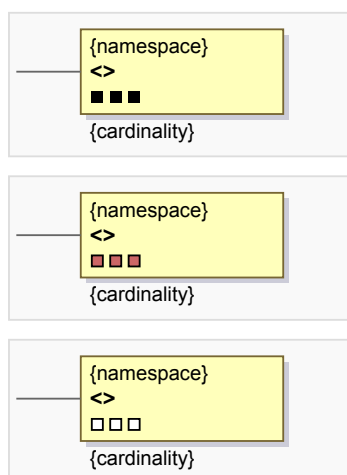 {namespace}
<>
{cardinality}
{namespace}
<>
{cardinality}
{namespace}
<>
{cardinality}